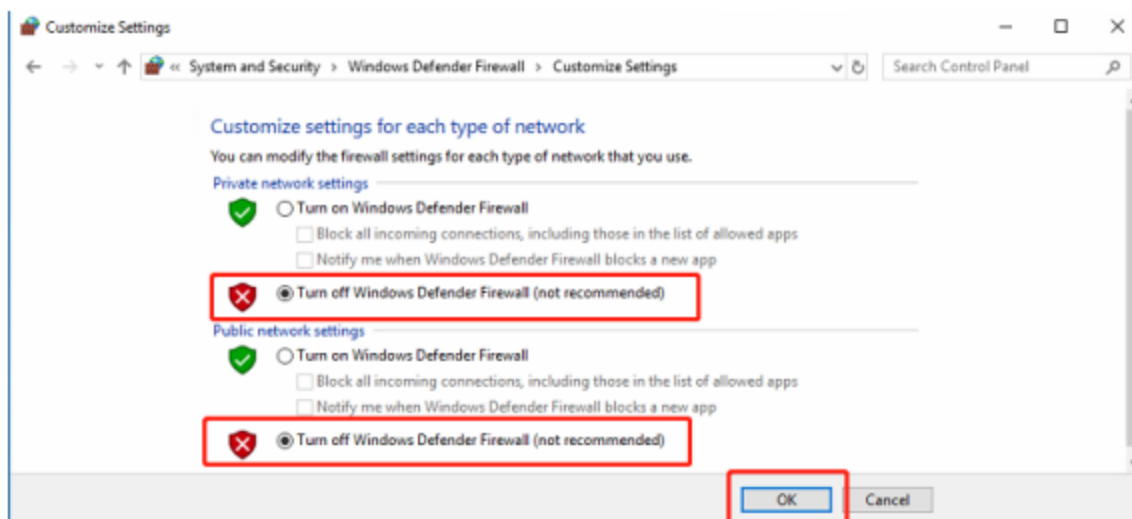 Customize Settings
« System and Security > Windows Defender Firewall > Customize Settings
Search Control Panel
Customize settings for each type of network
You can modify the firewall settings for each type of network that you use.
Private network settings
Turn on Windows Defender Firewall
Block all incoming connections, including those in the list of allowed apps
Notify me when Windows Defender Firewall blocks a new app
Turn off Windows Defender Firewall (not recommended)
Public network settings
Turn on Windows Defender Firewall
Block all incoming connections, including those in the list of allowed apps
Notify me when Windows Defender Firewall blocks a new app
Turn off Windows Defender Firewall (not recommended)
OK Cancel